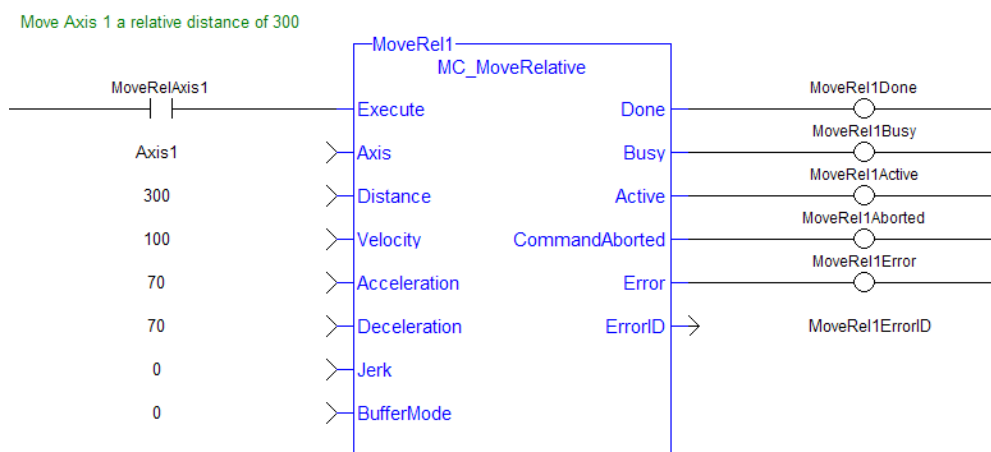 Move Axis 1 a relative distance of 300
MoveRel1
MC_MoveRelative
MoveRelAxis1
Execute
Done
MoveRel1Done
Axis1
Axis
Busy
MoveRel1Busy
300
Distance
Active
MoveRel1Active
100
Velocity
CommandAborted
MoveRel1Aborted
70
Acceleration
Error
MoveRel1Error
70
Deceleration
ErrorID
MoveRel1ErrorID
0
Jerk
0
BufferMode